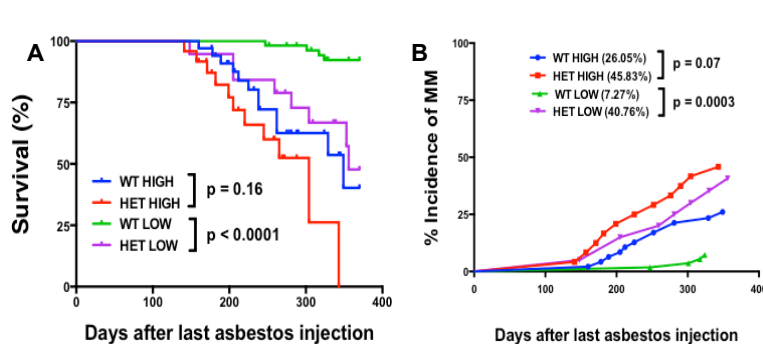 A
Survival (%)
100
75
50
25
0
0
100
200
300
400
WT HIGH
HET HIGH
WT LOW
HET LOW
p = 0.16
p < 0.0001
Days after last asbestos injection
B
% Incidence of MM
100
75
50
25
0
0
100
200
300
400
WT HIGH (26.05%)
HET HIGH (45.83%)
WT LOW (7.27%)
HET LOW (40.76%)
p = 0.07
p = 0.0003
Days after last asbestos injection